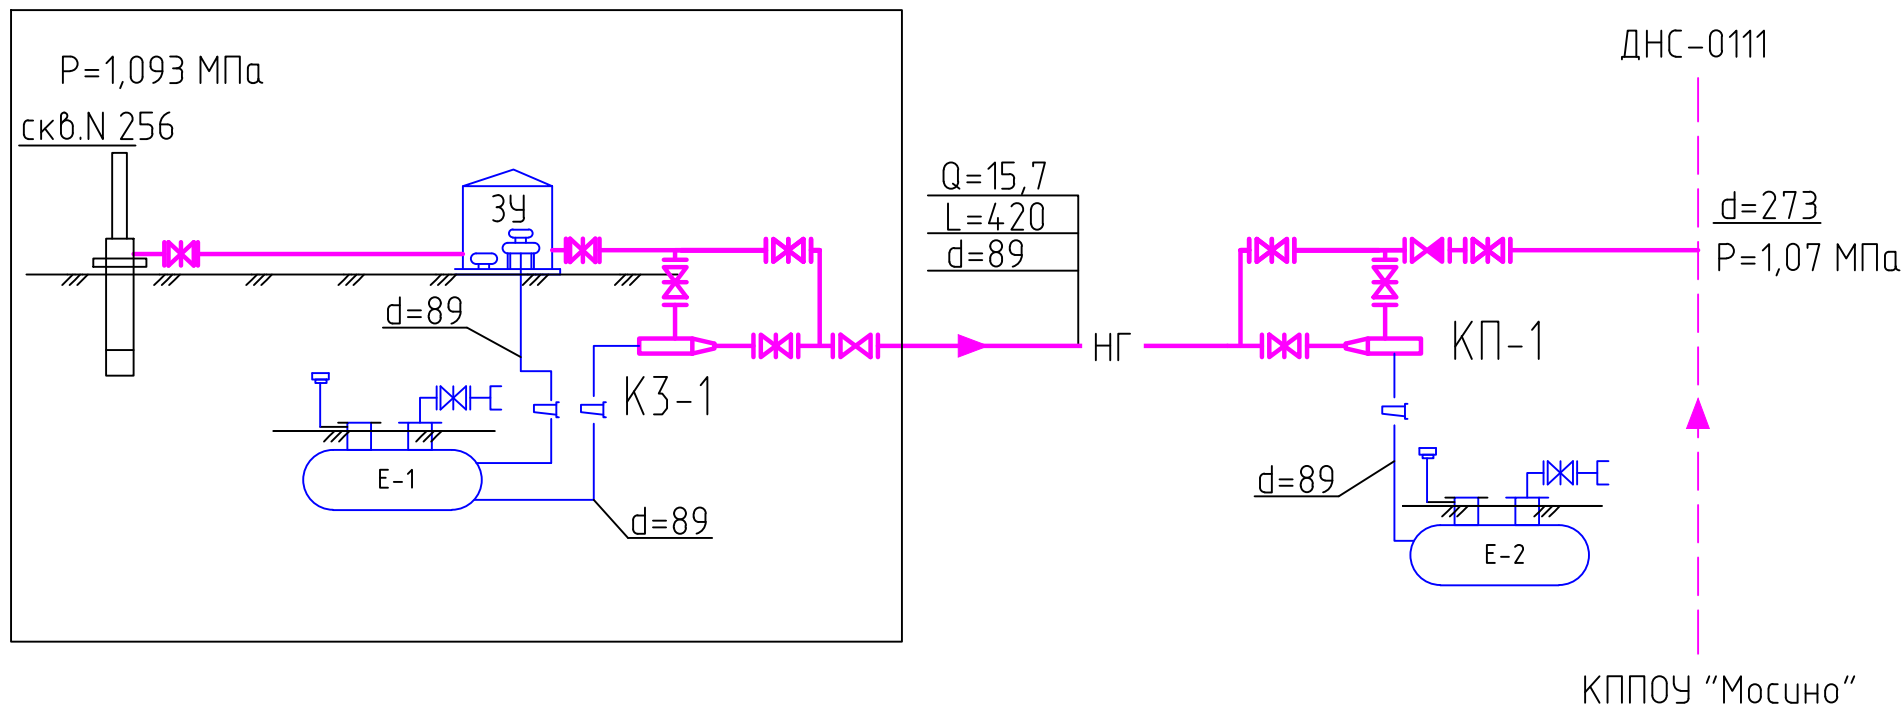 P=1,093 МПа
скв.N 256
ЗУ
d=89
КЗ-1
Д
Д
Е-1
d=89
Q=15,7
L=420
d=89
НГ
ДНС-0111
d=273
P=1,07 МПа
КП-1
Д
d=89
Е-2
КППОУ "Мосино"